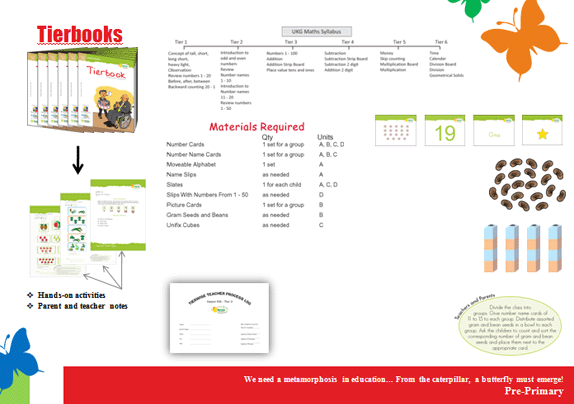 Tierbooks
Tierbook
UKG Maths Syllabus
Tier 1
Concept of tall, short,
long short,
heavy light,
Observation
Review numbers 1 - 20
Before, after, between
Backward counting 20 - 1
Tier 2
Introduction to
odd and even
numbers
Review
Number names
1 - 10
Introduction to
Number names
11 - 20
Review numbers
1 - 50
Tier 3
Numbers 1 - 100
Addition
Addition Strip Board
Place value tens and ones
Tier 4
Subtraction
Subtraction Strip Board
Subtraction 2 digit
Addition 2 digit
Tier 5
Money
Skip counting
Multiplication Board
Multiplication
Tier 6
Time
Calender
Division Board
Division
Geometrical Solids
Materials Required
Qty Units
Number Cards 1 set for a group A, B, C, D
Number Name Cards 1 set for a group A, B, C
Moveable Alphabet 1 set A
Name Slips as needed A
Slates 1 for each child A, C, D
Slips With Numbers From 1 - 50 as needed D
Picture Cards 1 set for a group B
Gram Seeds and Beans as needed B
Unifix Cubes as needed C
19
One
❖ Hands-on activities
❖ Parent and teacher notes
TIERWISE TEACHER PROCESS LOG
Teachers and Parents
Divide the class into
groups. Give number name cards of
11 to 15 to each group. Distribute assorted
gram and bean seeds in a bowl to each
group. Ask the children to count and sort the
corresponding number of gram and bean
seeds and place them next to the
appropriate card.
We need a metamorphosis in education... From the caterpillar, a butterfly must emerge!
Pre-Primary